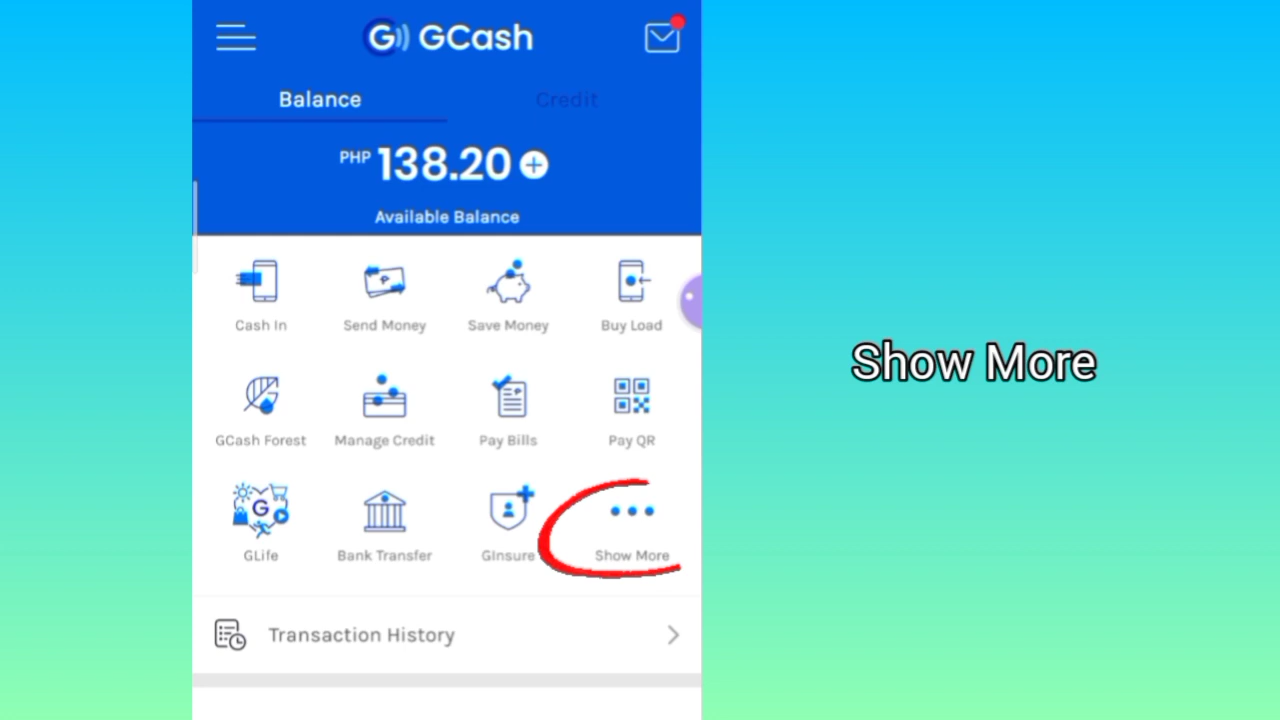 GCash
Balance
Credit
PHP 138.20
Available Balance
Cash In
Send Money
Save Money
Buy Load
GCash Forest
Manage Credit
Pay Bills
Pay QR
GLife
Bank Transfer
GInsure
Show More
Transaction History
Show More